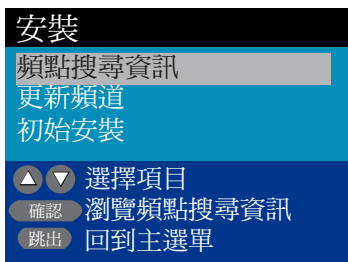 安裝
頻點搜尋資訊
更新頻道
初始安裝
選擇項目
確認 瀏覽頻點搜尋資訊
跳出 回到主選單